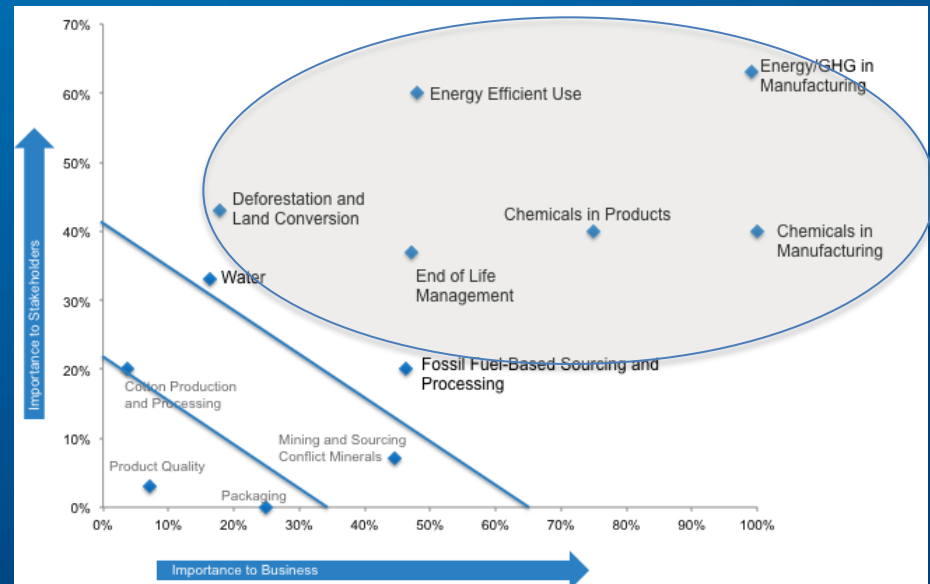 70%
60%
50%
40%
30%
20%
10%
0%
Importance to Stakeholders
Energy/GHG in
Manufacturing
Energy Efficient Use
Deforestation and
Land Conversion
Chemicals in Products
Chemicals in
Manufacturing
End of Life
Management
Water
Fossil Fuel-Based Sourcing and
Processing
Cotton Production
and Processing
Mining and Sourcing
Conflict Minerals
Product Quality
Packaging
0%
10%
20%
30%
40%
50%
60%
70%
80%
90%
100%
Importance to Business